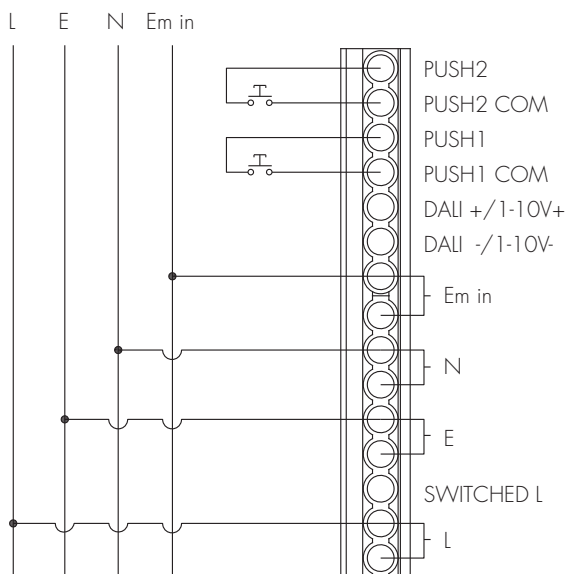 L E N Em in
PUSH2
PUSH2 COM
PUSH1
PUSH1 COM
DALI +/1-10V+
DALI -/1-10V-
Em in
N
E
SWITCHED L
L